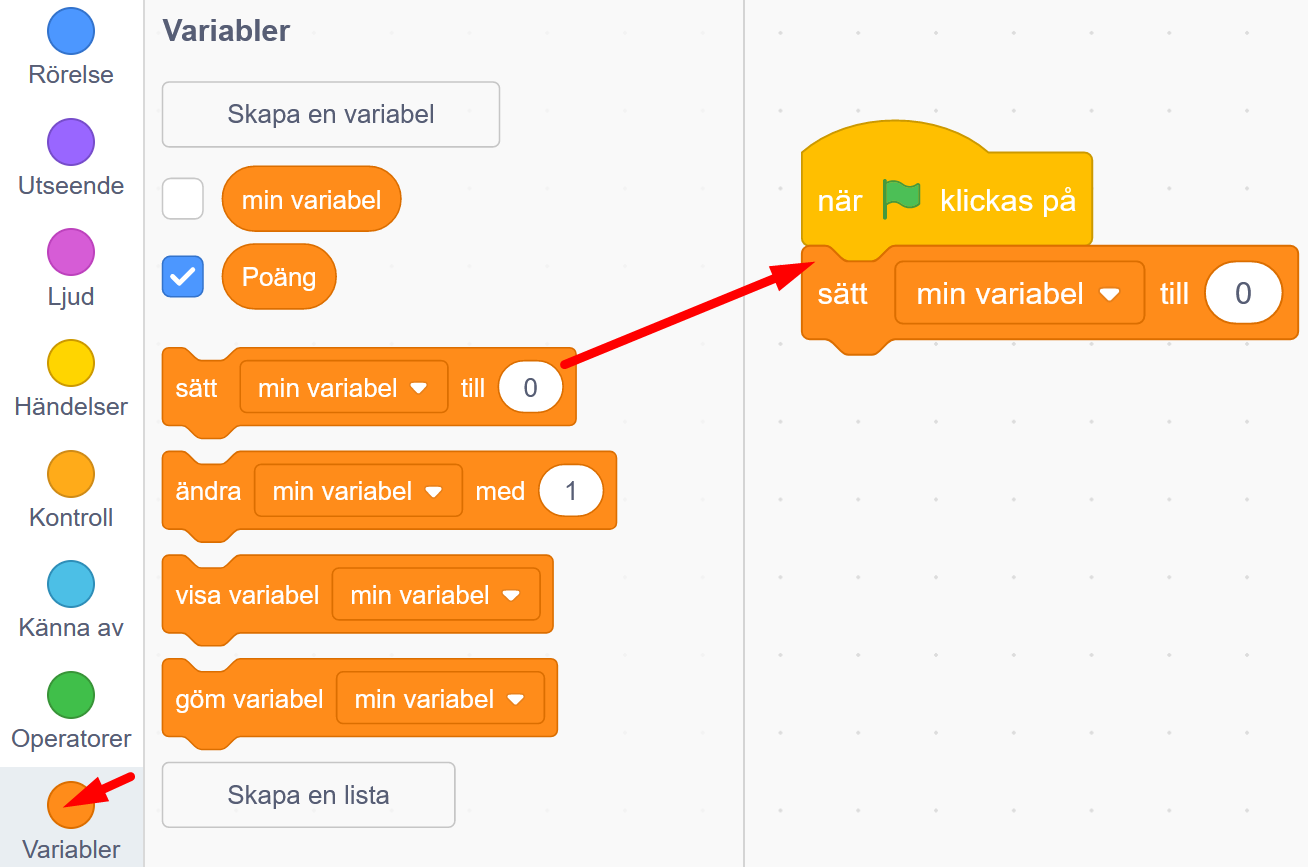 Rörelse
Utseende
Ljud
Händelser
Kontroll
Känna av
Operatorer
Variabler
Variabler
Skapa en variabel
min variabel
Poäng
sätt min variabel till 0
ändra min variabel med 1
visa variabel min variabel
göm variabel min variabel
Skapa en lista
när klickas på
sätt min variabel till 0